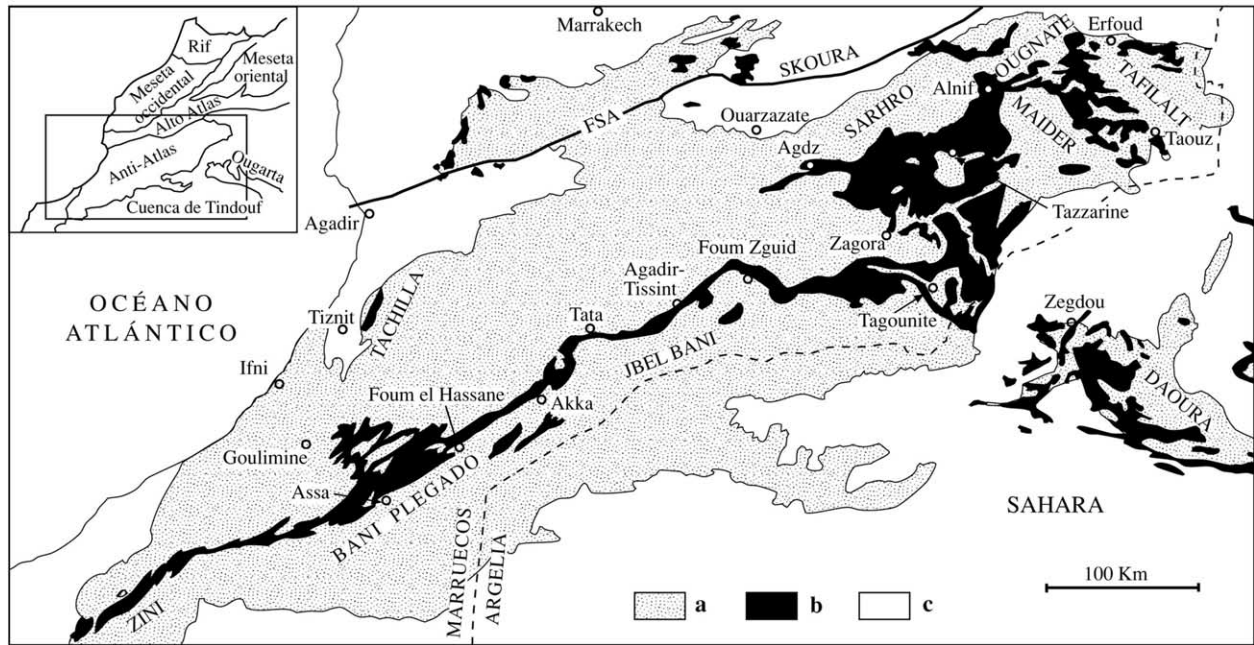 Rif
Meseta
occidental
Meseta
oriental
Alto Atlas
Anti-Atlas
Ougarta
Cuenca de Tindouf
Marrakech
SKOURA
FSA
Ouarzazate
OUGNATE
Erfoud
Alnif
TAFILALT
SARHRO
MAIDER
Taouz
Agdz
Tazzarine
Agadir
Zagora
Foum Zguid
Agadir-
Tissint
OCÉANO
ATLÁNTICO
TACHILLA
Tiznit
Tata
Tagounite
Zegdou
JBEL BANI
Ifni
Foum el Hassane
Akka
DAOURA
Goulimine
Assa
BANI PLEGADO
SAHARA
ZINI
MARRUECOS
ARGELIA
a
b
c
100 Km